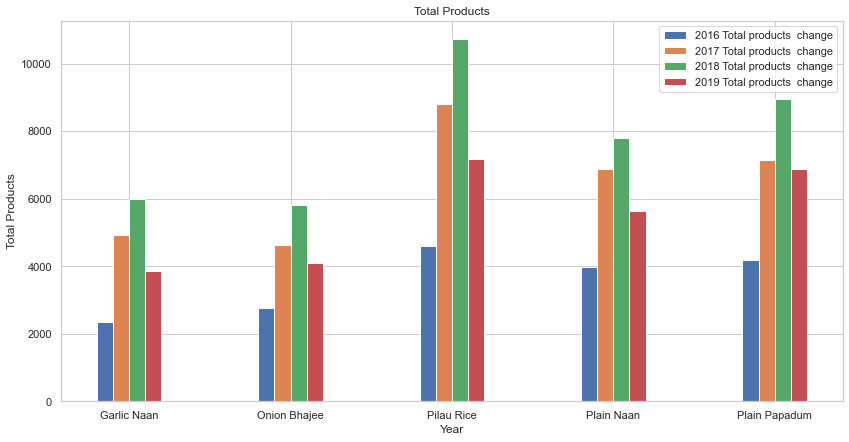 Total Products
2016 Total products  change
2017 Total products  change
2018 Total products  change
2019 Total products  change
Total Products
10000
8000
6000
4000
2000
0
Garlic Naan Onion Bhajee Pilau Rice Plain Naan Plain Papadum
Year